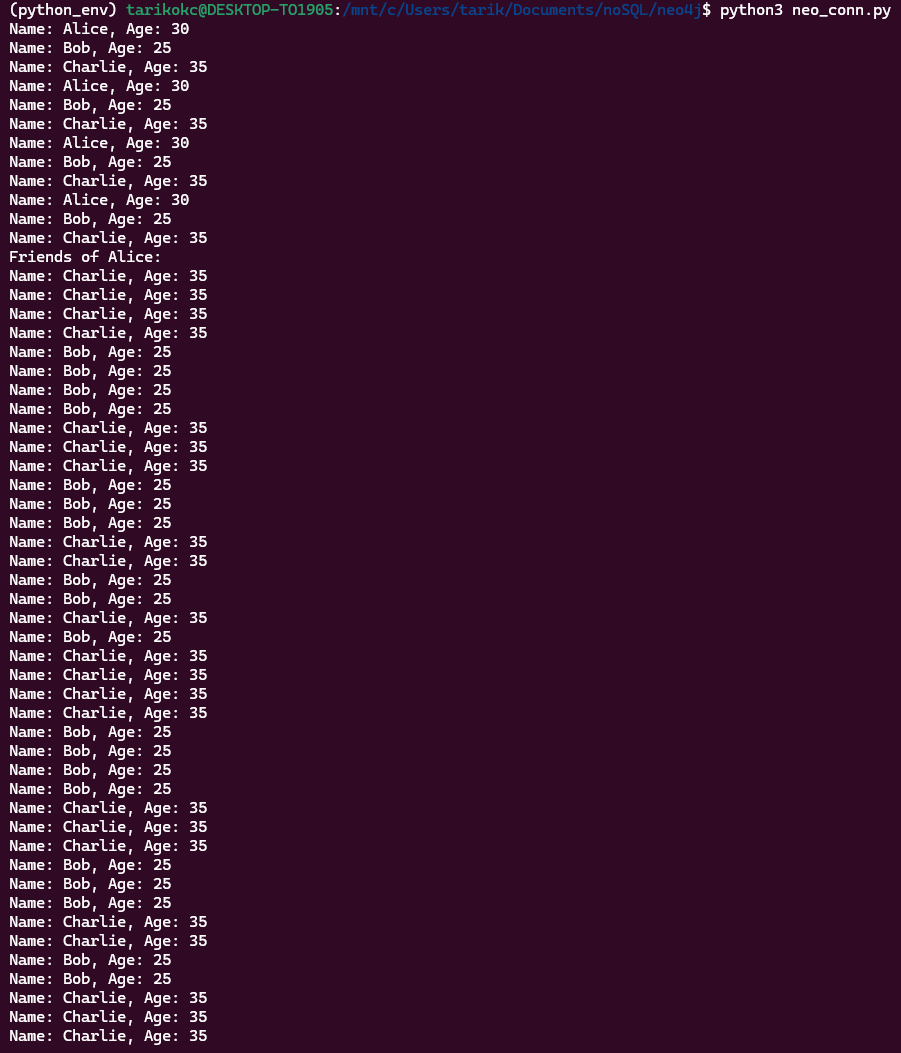 (python_env) tarikokc@DESKTOP-TO1905:/mnt/c/Users/tarik/Documents/noSQL/neo4j$ python3 neo_conn.py
Name: Alice, Age: 30
Name: Bob, Age: 25
Name: Charlie, Age: 35
Name: Alice, Age: 30
Name: Bob, Age: 25
Name: Charlie, Age: 35
Name: Alice, Age: 30
Name: Bob, Age: 25
Name: Charlie, Age: 35
Name: Alice, Age: 30
Name: Bob, Age: 25
Name: Charlie, Age: 35
Friends of Alice:
Name: Charlie, Age: 35
Name: Charlie, Age: 35
Name: Charlie, Age: 35
Name: Charlie, Age: 35
Name: Bob, Age: 25
Name: Bob, Age: 25
Name: Bob, Age: 25
Name: Bob, Age: 25
Name: Charlie, Age: 35
Name: Charlie, Age: 35
Name: Charlie, Age: 35
Name: Bob, Age: 25
Name: Bob, Age: 25
Name: Bob, Age: 25
Name: Charlie, Age: 35
Name: Charlie, Age: 35
Name: Bob, Age: 25
Name: Bob, Age: 25
Name: Charlie, Age: 35
Name: Bob, Age: 25
Name: Charlie, Age: 35
Name: Charlie, Age: 35
Name: Charlie, Age: 35
Name: Charlie, Age: 35
Name: Bob, Age: 25
Name: Bob, Age: 25
Name: Bob, Age: 25
Name: Bob, Age: 25
Name: Charlie, Age: 35
Name: Charlie, Age: 35
Name: Charlie, Age: 35
Name: Bob, Age: 25
Name: Bob, Age: 25
Name: Bob, Age: 25
Name: Charlie, Age: 35
Name: Charlie, Age: 35
Name: Bob, Age: 25
Name: Bob, Age: 25
Name: Charlie, Age: 35
Name: Charlie, Age: 35
Name: Charlie, Age: 35